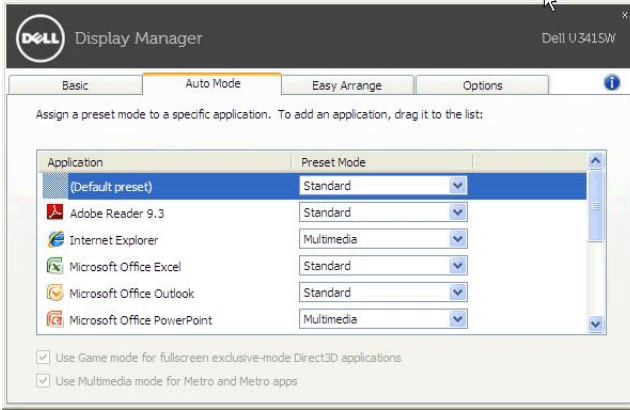 DELL Display Manager Dell U3415W x
Basic Auto Mode Easy Arrange Options i
Assign a preset mode to a specific application. To add an application, drag it to the list:
Application Preset Mode
(Default preset) Standard
Adobe Reader 9.3 Standard
Internet Explorer Multimedia
Microsoft Office Excel Standard
Microsoft Office Outlook Standard
Microsoft Office PowerPoint Multimedia
Use Game mode for fullscreen exclusive-mode Direct3D applications
Use Multimedia mode for Metro and Metro apps